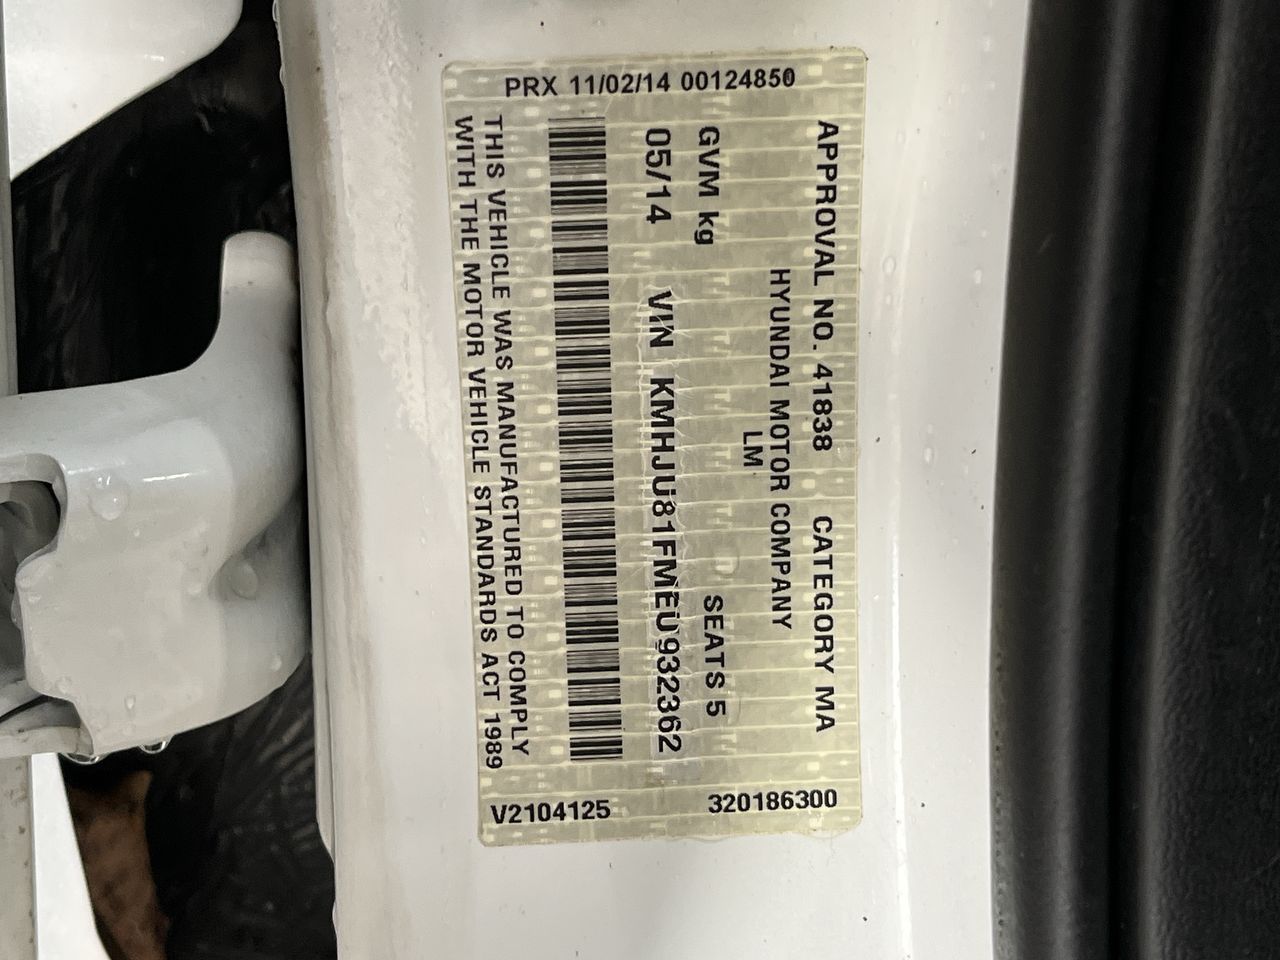 PRX 11/02/14 00124850
APPROVAL NO. 41838 CATEGORY MA
HYUNDAI MOTOR COMPANY
LM
GVM kg SEATS 5
05/14 VIN KMHJU81FMEU932362
THIS VEHICLE WAS MANUFACTURED TO COMPLY
WITH THE MOTOR VEHICLE STANDARDS ACT 1989
V2104125 320186300